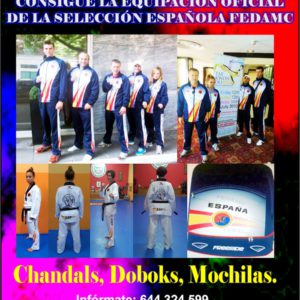 CONSIGUE LA EQUIPACIÓN OFICIAL
DE LA SELECCIÓN ESPAÑOLA FEDAMC
ESPAÑA
Chandals, Doboks, Mochilas.
Infórmate: 644 324 599